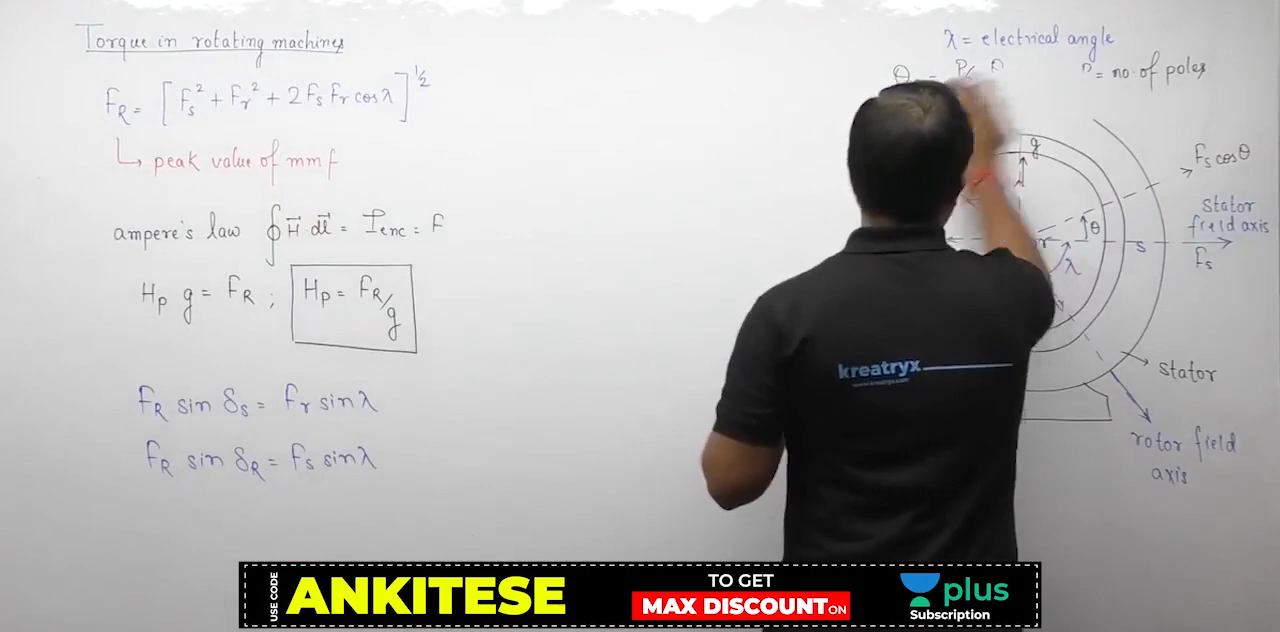 Torque in rotating machines
F_R = [F_s² + F_r² + 2 F_s F_r cos λ]^1/2
↳ peak value of mmf
ampere's law ∮ H⃗ · dl⃗ = I_enc = F
H_p g = F_R ; H_p = F_R/g
F_R sin δ_s = F_r sin λ
F_R sin δ_R = F_s sin λ
λ = electrical angle
θ = P/
= no. of poles
g
F_s cos θ
stator
field axis
F_s
θ
r
s
λ
stator
rotor field
axis
kreatryx
www.kreatryx.com
USE CODE
ANKITESE
TO GET
MAX DISCOUNT ON
plus
Subscription